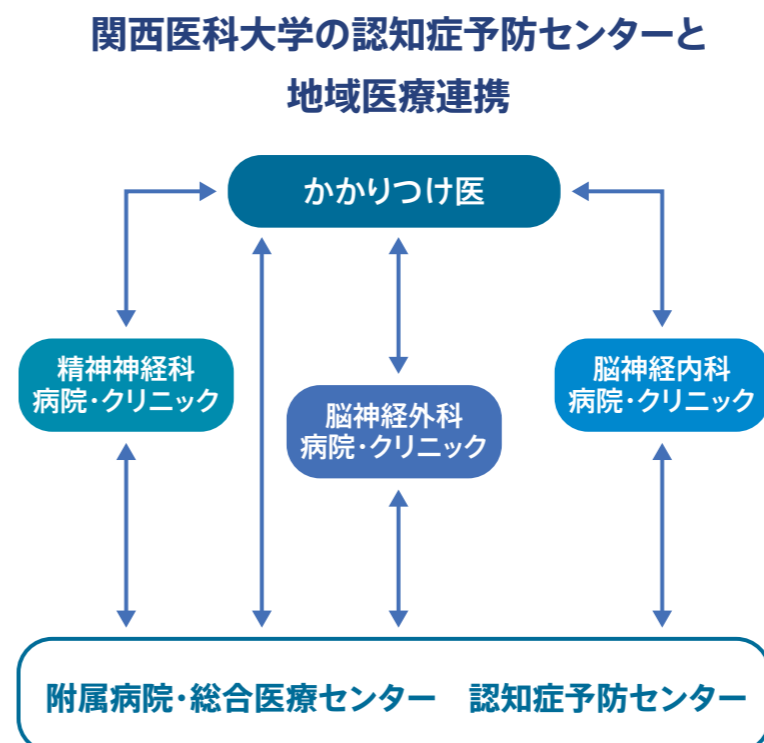 関西医科大学の認知症予防センターと
地域医療連携
かかりつけ医
精神神経科
病院・クリニック
脳神経外科
病院・クリニック
脳神経内科
病院・クリニック
附属病院・総合医療センター　認知症予防センター